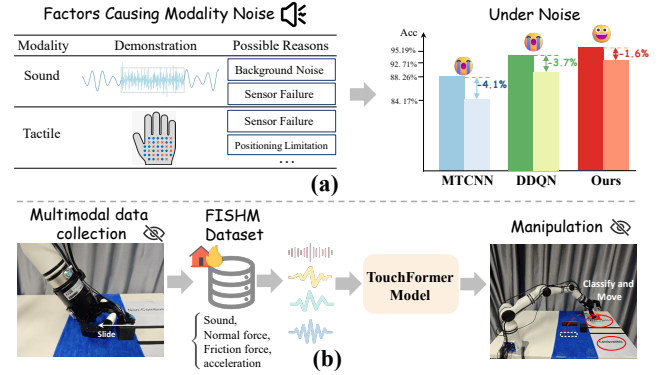 Factors Causing Modality Noise
Modality Demonstration Possible Reasons
Sound
Background Noise
Sensor Failure
Tactile
Sensor Failure
Positioning Limitation
...
(a)
Under Noise
Acc
95.19%
92.71%
88.26%
84.17%
-4.1%
-3.7%
-1.6%
MTCNN DDQN Ours
Multimodal data
collection
Slide
FISHM
Dataset
Sound,
Normal force,
Friction force,
acceleration
(b)
TouchFormer
Model
Manipulation
Classify and
Move